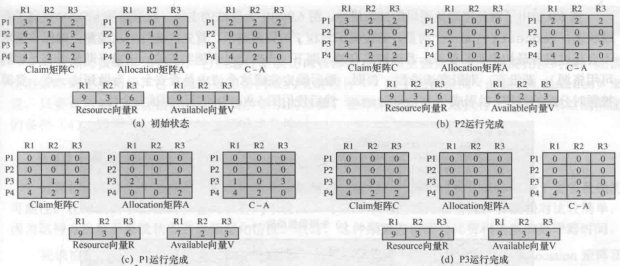 R1 R2 R3 R1 R2 R3 R1 R2 R3
P1 3 2 2 P1 1 0 0 P1 2 2 2
P2 6 1 3 P2 6 1 2 P2 0 0 1
P3 3 1 4 P3 2 1 1 P3 1 0 3
P4 4 2 2 P4 0 0 2 P4 4 2 0
Claim矩阵C Allocation矩阵A C – A
R1 R2 R3 R1 R2 R3
9 3 6 0 1 1
Resource向量R Available向量V
(a) 初始状态
R1 R2 R3 R1 R2 R3 R1 R2 R3
P1 3 2 2 P1 1 0 0 P1 2 2 2
P2 0 0 0 P2 0 0 0 P2 0 0 0
P3 3 1 4 P3 2 1 1 P3 1 0 3
P4 4 2 2 P4 0 0 2 P4 4 2 0
Claim矩阵C Allocation矩阵A C – A
R1 R2 R3 R1 R2 R3
9 3 6 6 2 3
Resource向量R Available向量V
(b) P2运行完成
R1 R2 R3 R1 R2 R3 R1 R2 R3
P1 0 0 0 P1 0 0 0 P1 0 0 0
P2 0 0 0 P2 0 0 0 P2 0 0 0
P3 3 1 4 P3 2 1 1 P3 1 0 3
P4 4 2 2 P4 0 0 2 P4 4 2 0
Claim矩阵C Allocation矩阵A C – A
R1 R2 R3 R1 R2 R3
9 3 6 7 2 3
Resource向量R Available向量V
(c) P1运行完成
R1 R2 R3 R1 R2 R3 R1 R2 R3
P1 0 0 0 P1 0 0 0 P1 0 0 0
P2 0 0 0 P2 0 0 0 P2 0 0 0
P3 0 0 0 P3 0 0 0 P3 0 0 0
P4 4 2 2 P4 0 0 2 P4 4 2 0
Claim矩阵C Allocation矩阵A C – A
R1 R2 R3 R1 R2 R3
9 3 6 9 3 4
Resource向量R Available向量V
(d) P3运行完成